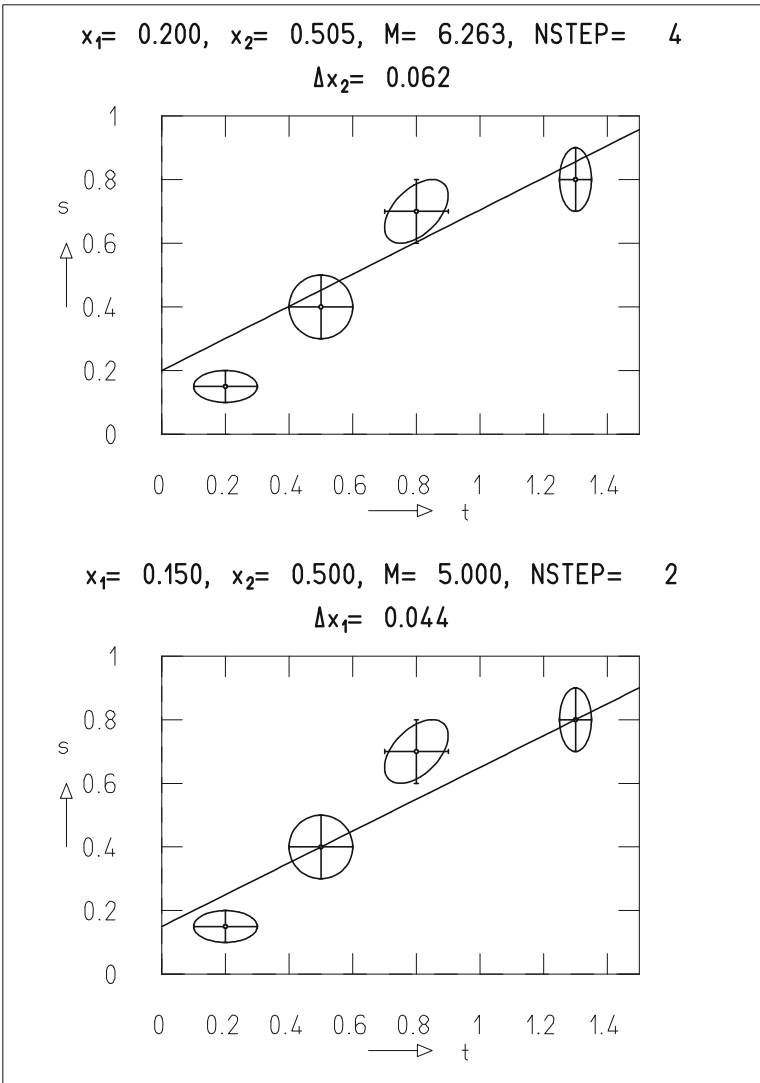 x₁= 0.200, x₂= 0.505, M= 6.263, NSTEP= 4
Δx₂= 0.062
1
0.8
s
0.6
0.4
0.2
0
0 0.2 0.4 0.6 0.8 1 1.2 1.4
t
x₁= 0.150, x₂= 0.500, M= 5.000, NSTEP= 2
Δx₁= 0.044
1
0.8
s
0.6
0.4
0.2
0
0 0.2 0.4 0.6 0.8 1 1.2 1.4
t